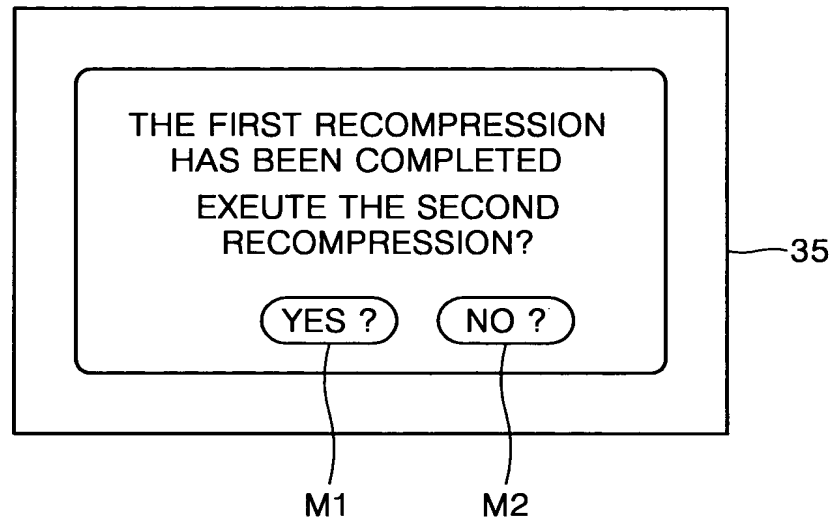 THE FIRST RECOMPRESSION
HAS BEEN COMPLETED
EXEUTE THE SECOND
RECOMPRESSION?
YES ? NO ?
35
M1 M2